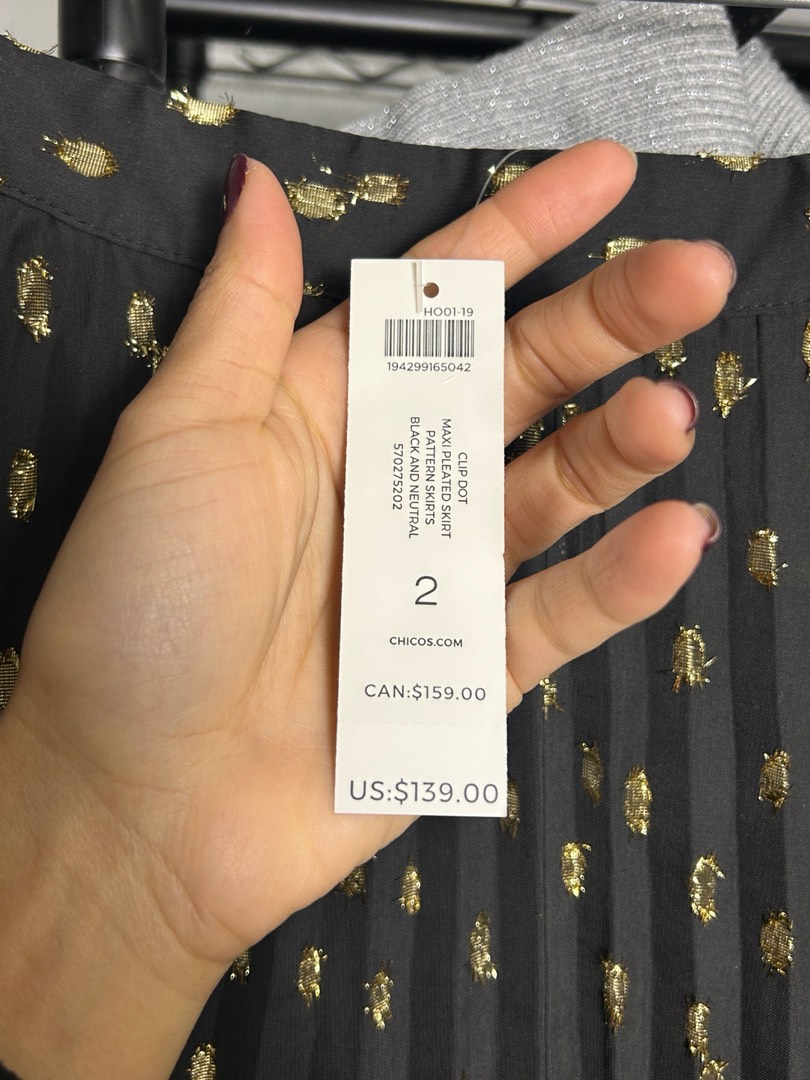 HO01-19
194299165042
CLIP DOT
MAXI PLEATED SKIRT
PATTERN SKIRTS
BLACK AND NEUTRAL
570275202
2
CHICOS.COM
CAN:$159.00
US:$139.00